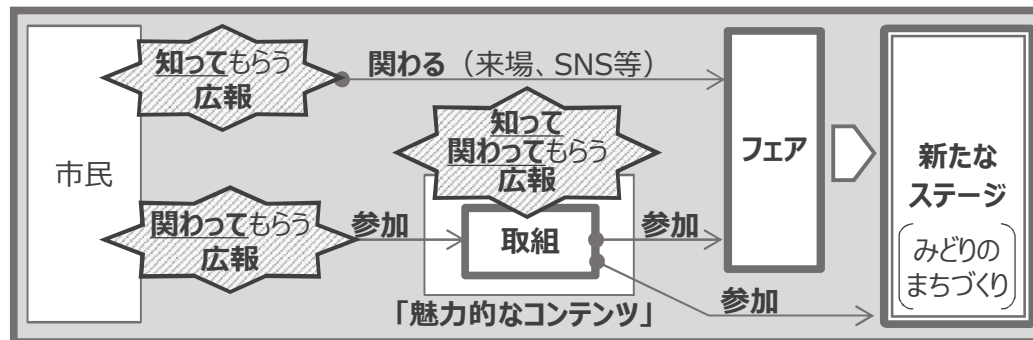 知ってもらう
広報
関わる（来場、SNS等）
知って
関わってもらう
広報
市民
フェア
新たな
ステージ
みどりの
まちづくり
関わってもらう
広報
参加
取組
参加
参加
「魅力的なコンテンツ」